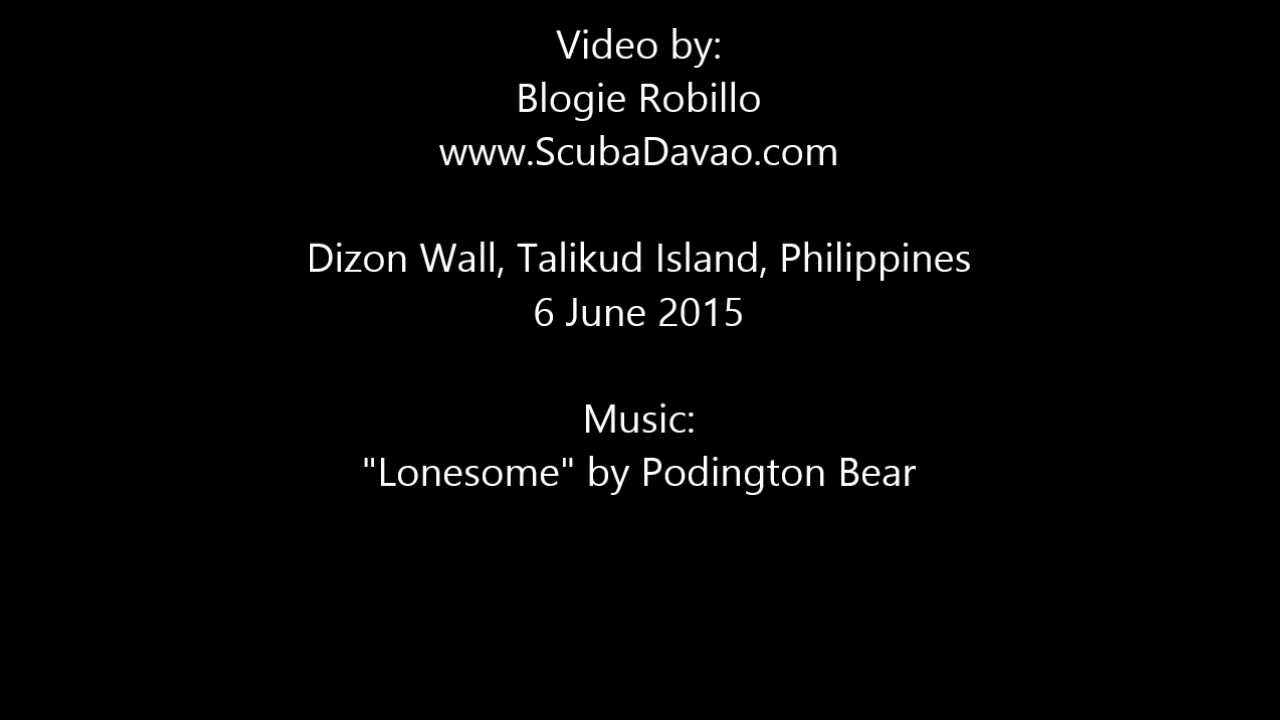 Video by:
Blogie Robillo
www.ScubaDavao.com
Dizon Wall, Talikud Island, Philippines
6 June 2015
Music:
"Lonesome" by Podington Bear